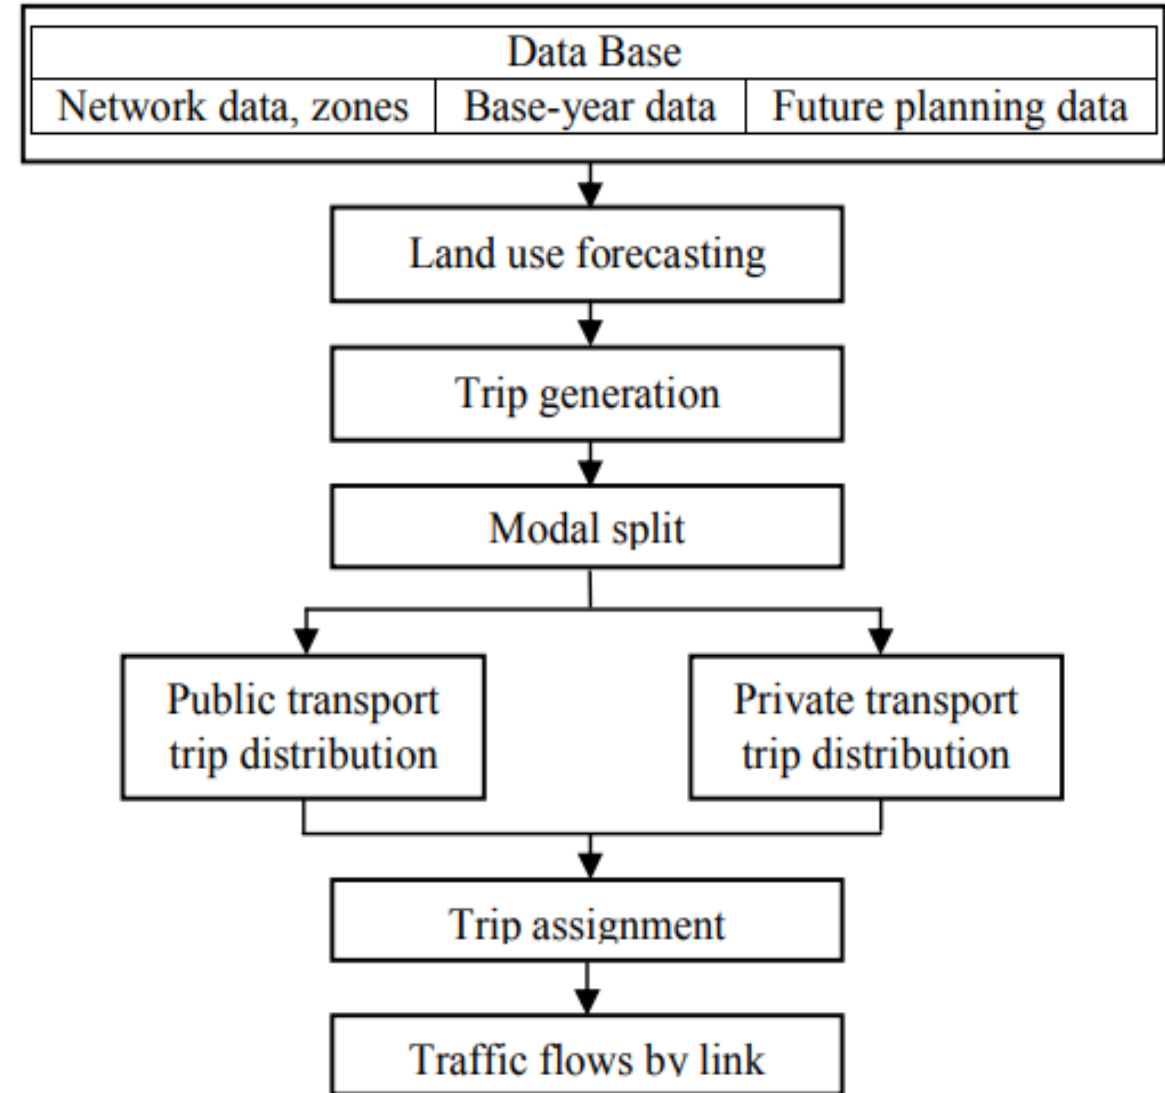 Data Base
Network data, zones
Base-year data
Future planning data
Land use forecasting
Trip generation
Modal split
Public transport
trip distribution
Private transport
trip distribution
Trip assignment
Traffic flows by link